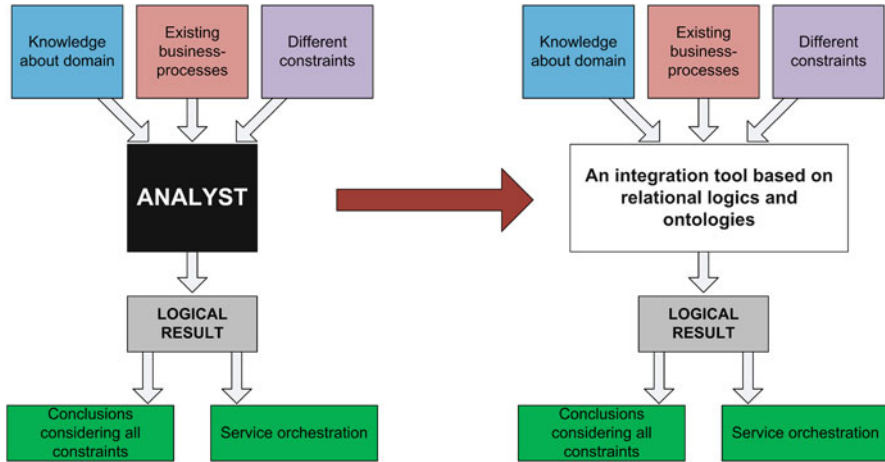 Knowledge
about domain
Existing
business-
processes
Different
constraints
ANALYST
LOGICAL
RESULT
Conclusions
considering all
constraints
Service orchestration
Knowledge
about domain
Existing
business-
processes
Different
constraints
An integration tool based on
relational logics and
ontologies
LOGICAL
RESULT
Conclusions
considering all
constraints
Service orchestration